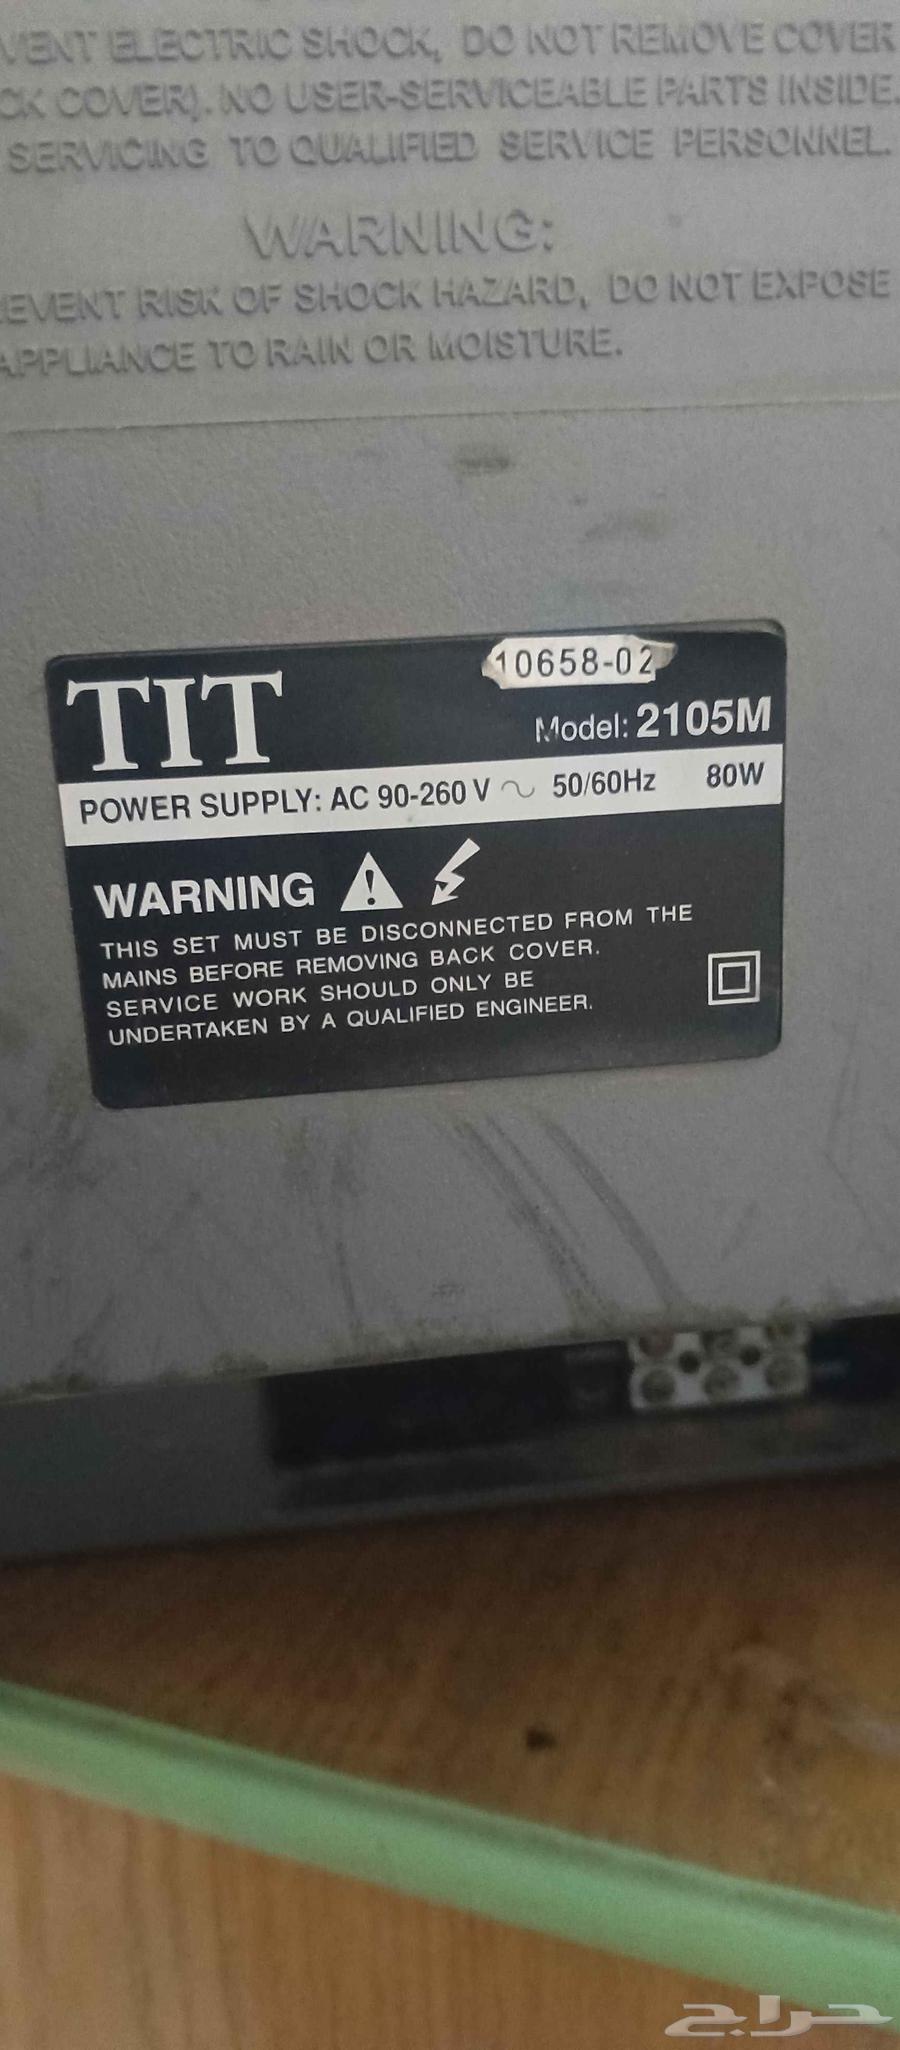 VENT ELECTRIC SHOCK, DO NOT REMOVE COVER
CK COVER). NO USER-SERVICEABLE PARTS INSIDE.
SERVICING TO QUALIFIED SERVICE PERSONNEL.
WARNING:
EVENT RISK OF SHOCK HAZARD, DO NOT EXPOSE
APPLIANCE TO RAIN OR MOISTURE.
TIT
10658-02
Model: 2105M
POWER SUPPLY: AC 90-260 V ~ 50/60Hz 80W
WARNING
THIS SET MUST BE DISCONNECTED FROM THE
MAINS BEFORE REMOVING BACK COVER.
SERVICE WORK SHOULD ONLY BE
UNDERTAKEN BY A QUALIFIED ENGINEER.
حراج